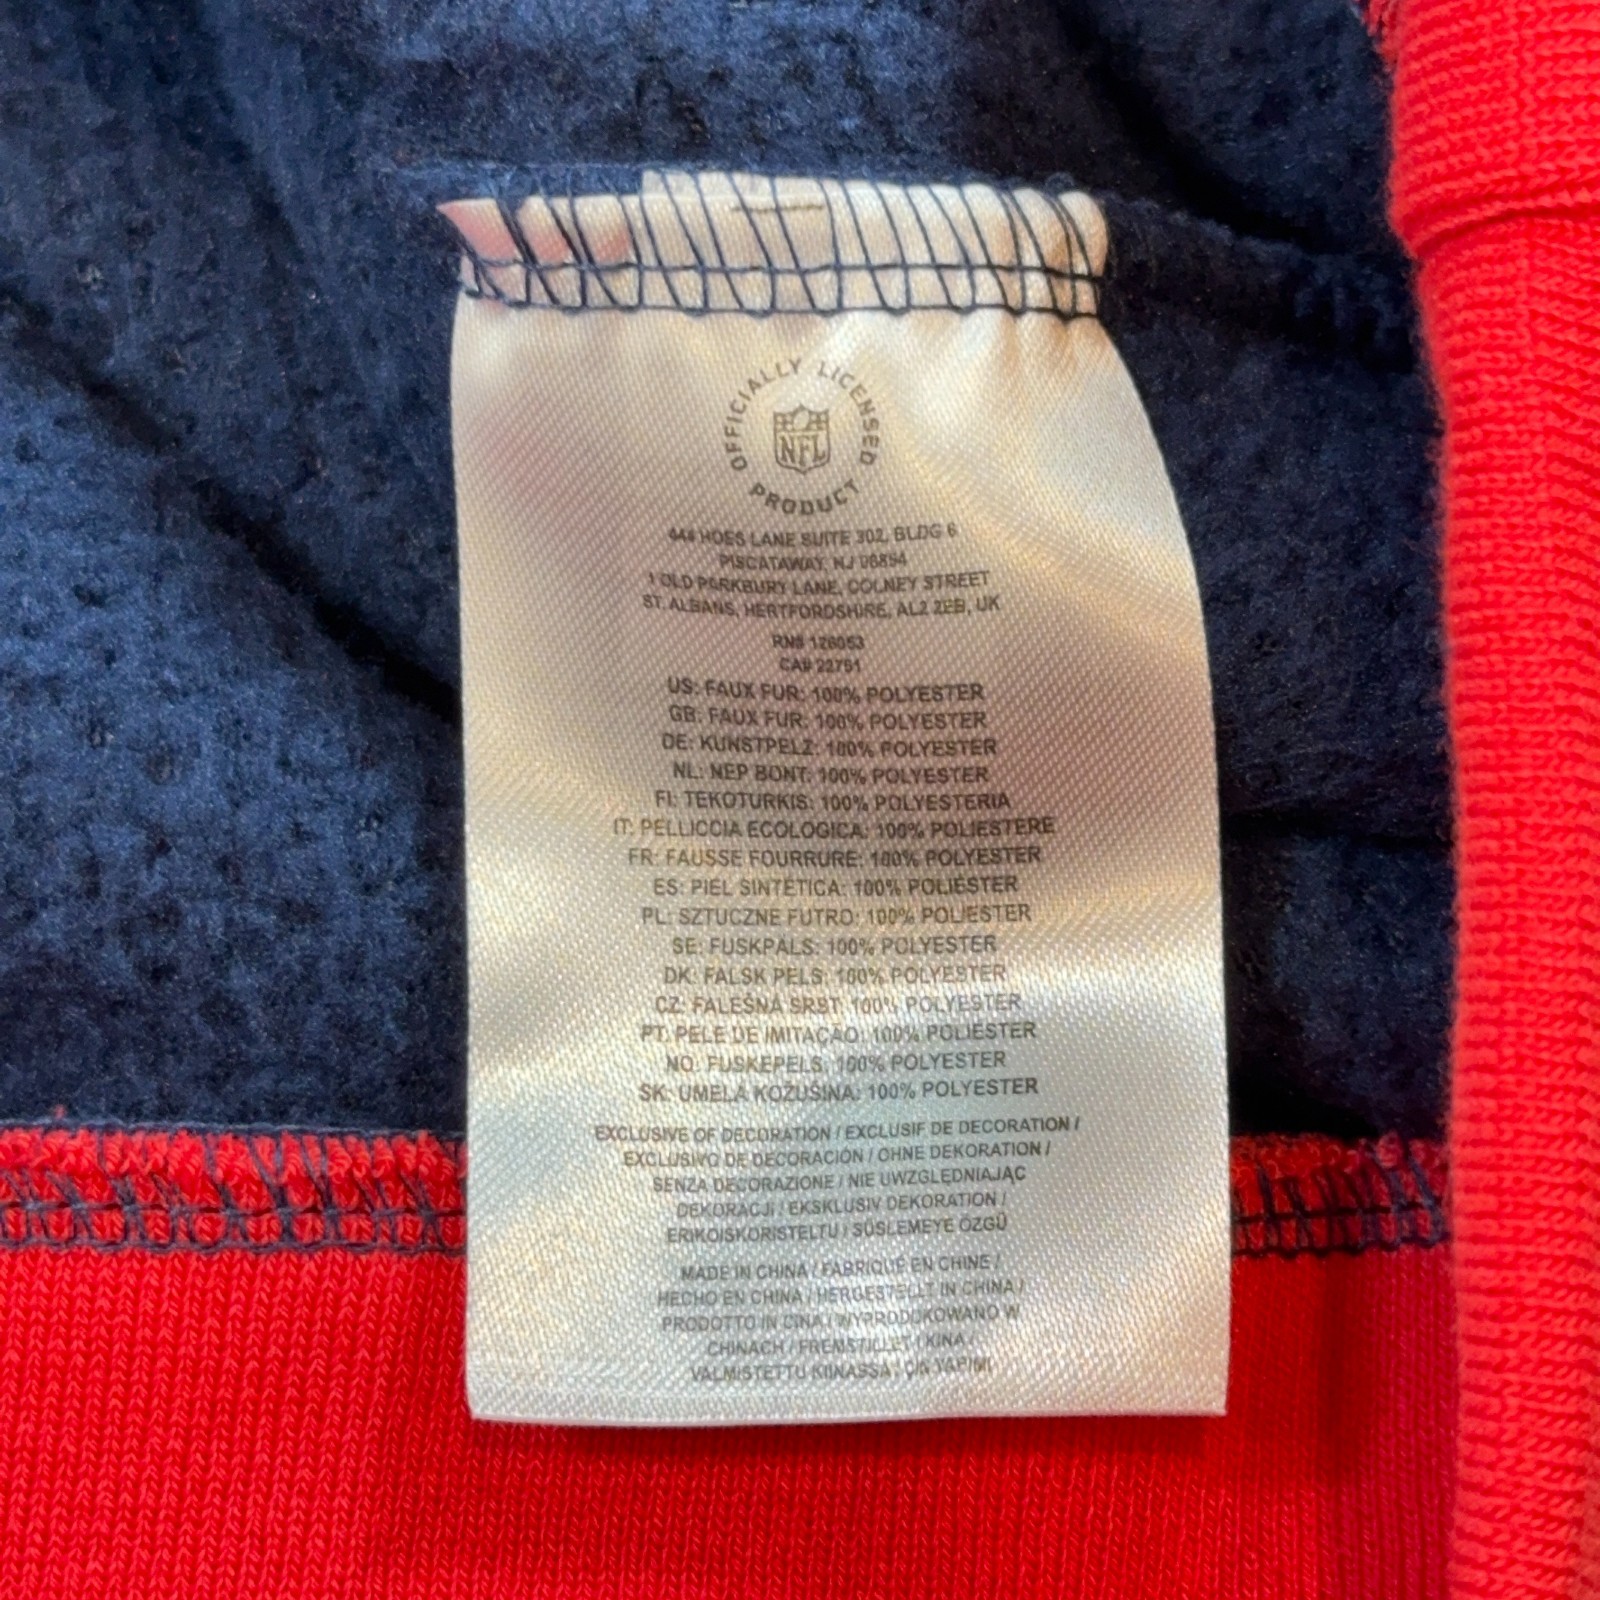 OFFICIALLY LICENSED
NFL
PRODUCT
444 HOES LANE SUITE 302, BLDG 6
PISCATAWAY, NJ 08854
1 OLD PARKBURY LANE, COLNEY STREET
ST. ALBANS, HERTFORDSHIRE, AL2 2EB, UK
RN# 126053
CA# 22751
US: FAUX FUR: 100% POLYESTER
GB: FAUX FUR: 100% POLYESTER
DE: KUNSTPELZ: 100% POLYESTER
NL: NEP BONT: 100% POLYESTER
FI: TEKOTURKIS: 100% POLYESTERIA
IT: PELLICCIA ECOLOGICA: 100% POLIESTERE
FR: FAUSSE FOURRURE: 100% POLYESTER
ES: PIEL SINTÉTICA: 100% POLIÉSTER
PL: SZTUCZNE FUTRO: 100% POLIESTER
SE: FUSKPÄLS: 100% POLYESTER
DK: FALSK PELS: 100% POLYESTER
CZ: FALEŠNÁ SRST: 100% POLYESTER
PT: PELE DE IMITAÇÃO: 100% POLIÉSTER
NO: FUSKEPELS: 100% POLYESTER
SK: UMELÁ KOŽUŠINA: 100% POLYESTER
EXCLUSIVE OF DECORATION / EXCLUSIF DE DECORATION /
EXCLUSIVO DE DECORACIÓN / OHNE DEKORATION /
SENZA DECORAZIONE / NIE UWZGLĘDNIAJĄC
DEKORACJI / EKSKLUSIV DEKORATION /
ERIKOISKORISTELTU / SÜSLEMEYE ÖZGÜ
MADE IN CHINA / FABRIQUÉ EN CHINE /
HECHO EN CHINA / HERGESTELLT IN CHINA /
PRODOTTO IN CINA / WYPRODUKOWANO W
CHINACH / FREMSTILLET I KINA /
VALMISTETTU KIINASSA / ÇIN YAPIMI